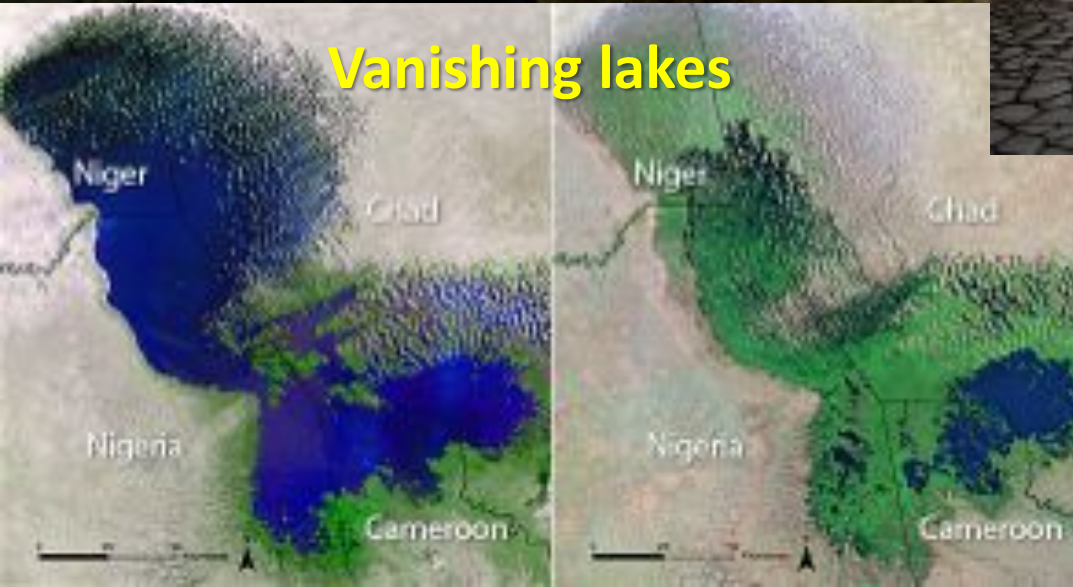 Vanishing lakes
Niger
Chad
Nigeria
Cameroon
Niger
Chad
Nigeria
Cameroon